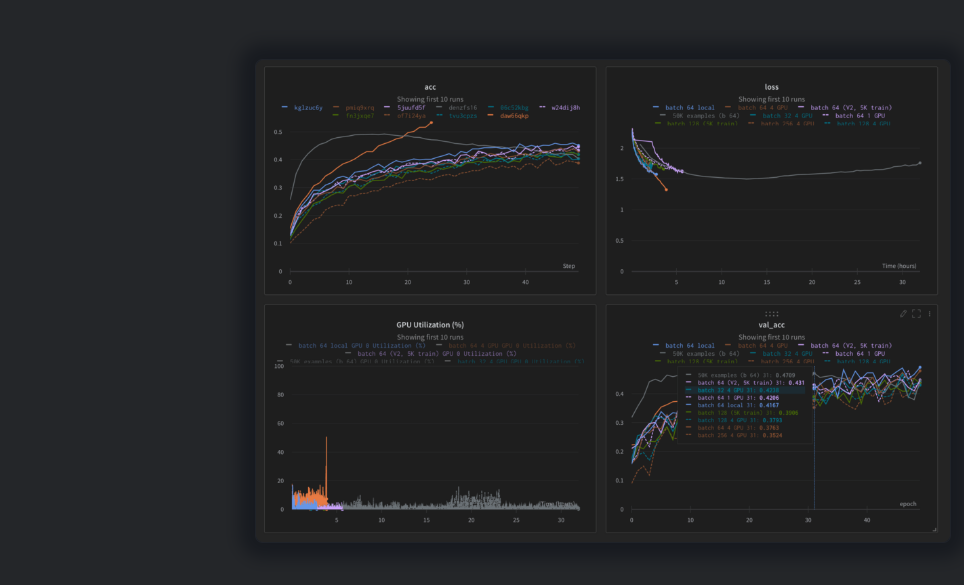 acc
Showing first 10 runs
kglzuc6y
5juufd5f
denzfs16
w24dij8h
daw66qkp
0.5
0.4
0.3
0.2
0.1
0
0 10 20 30 40
Step
loss
Showing first 10 runs
batch 64 local batch 64 4 GPU batch 64 (V2, 5K train)
50K examples (b 64) batch 32 4 GPU batch 64 1 GPU
batch 128 (5K train) batch 256 4 GPU batch 128 4 GPU
2
1.5
1
0.5
0
5 10 15 20 25 30
Time (hours)
GPU Utilization (%)
Showing first 10 runs
batch 64 local GPU 0 Utilization (%) batch 64 4 GPU GPU 0 Utilization (%)
batch 64 (V2, 5K train) GPU 0 Utilization (%)
50K examples (b 64) GPU 0 Utilization (%) batch 32 4 GPU GPU 0 Utilization (%)
100
80
60
40
20
0
5 10 15 20 25 30
val_acc
Showing first 10 runs
batch 64 local batch 64 4 GPU batch 64 (V2, 5K train)
50K examples (b 64) batch 32 4 GPU batch 64 1 GPU
batch 128 (5K train) batch 256 4 GPU batch 128 4 GPU
50K examples (b 64) 31: 0.4709
batch 64 (V2, 5K train) 31: 0.431
batch 32 4 GPU 31:
batch 64 1 GPU 31: 0.4206
batch 64 local 31: 0.4167
batch 128 (5K train) 31: 0.3986
batch 128 4 GPU 31: 0.3793
batch 64 4 GPU 31: 0.3763
batch 256 4 GPU 31: 0.3524
0.4
0.3
0.2
0.1
0
0 10 20 30 40
epoch